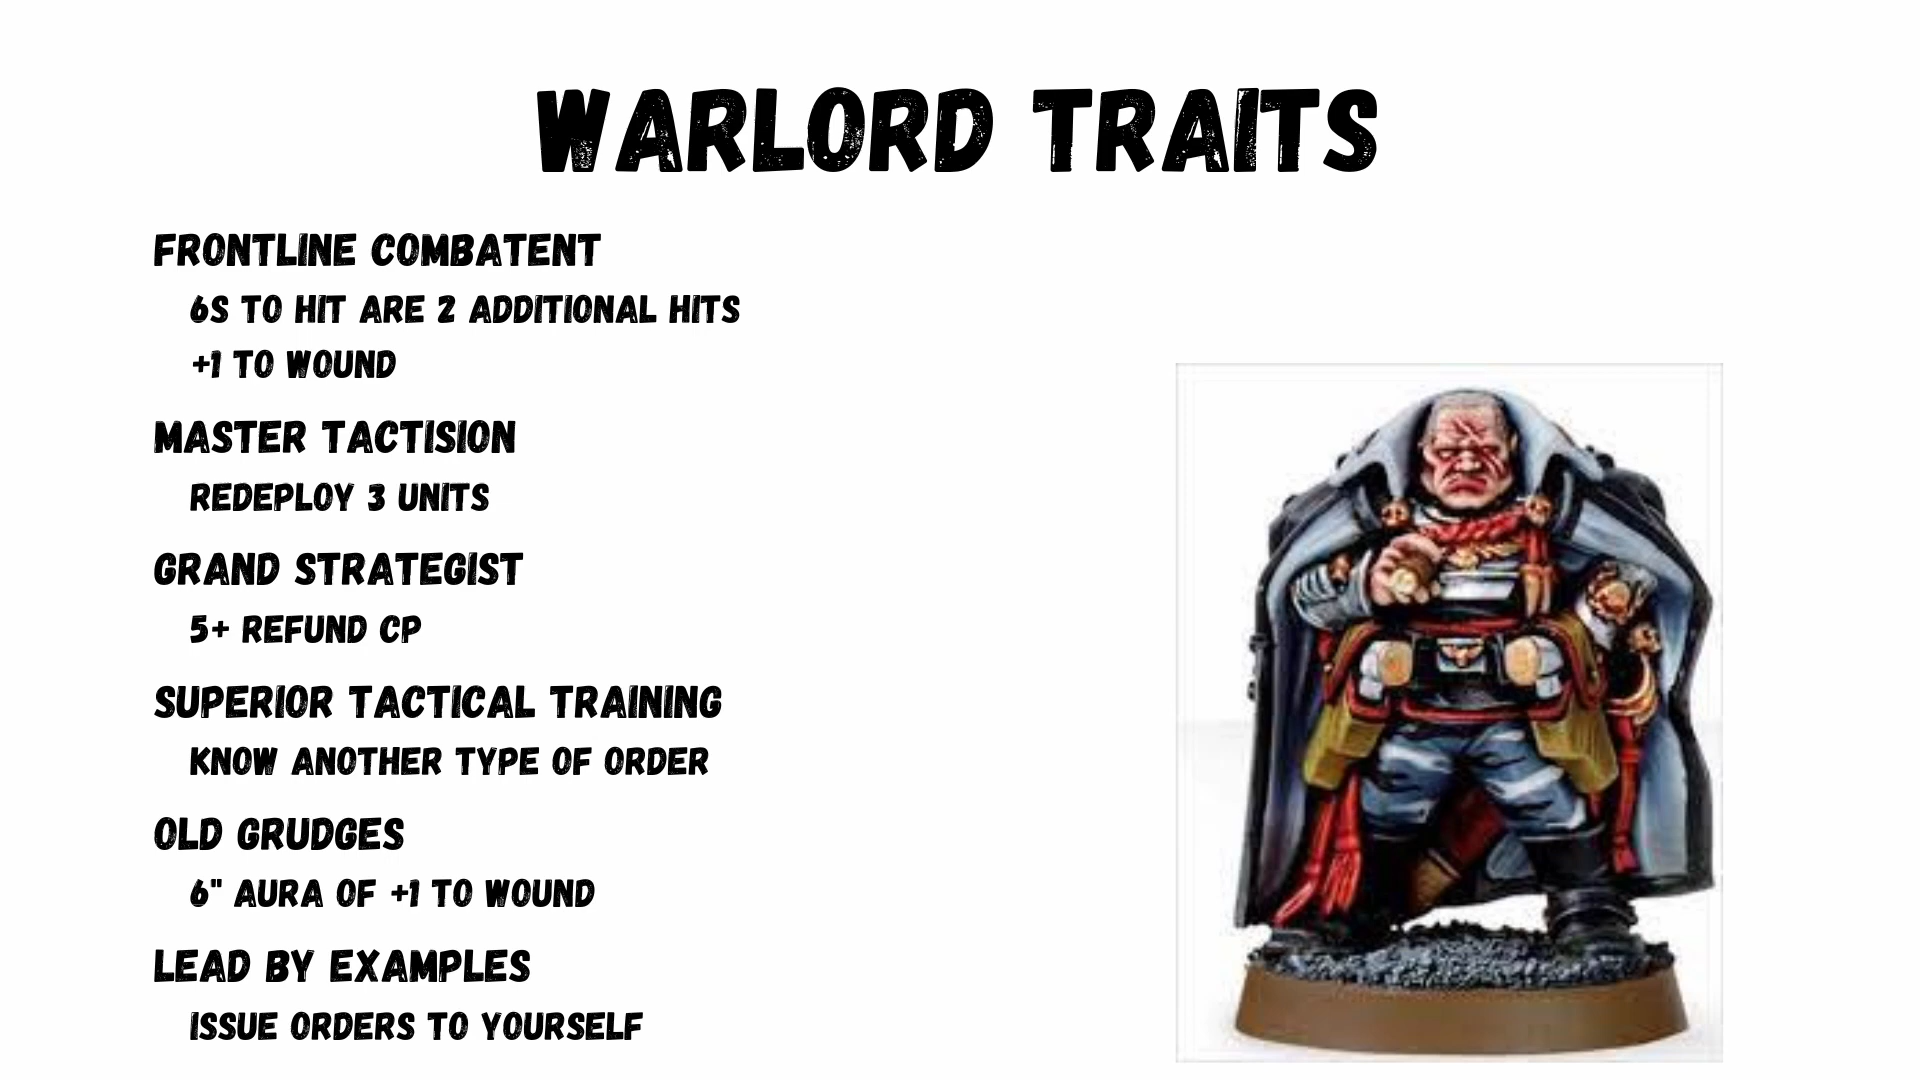 WARLORD TRAITS
FRONTLINE COMBATENT
6S TO HIT ARE 2 ADDITIONAL HITS
+1 TO WOUND
MASTER TACTISION
REDEPLOY 3 UNITS
GRAND STRATEGIST
5+ REFUND CP
SUPERIOR TACTICAL TRAINING
KNOW ANOTHER TYPE OF ORDER
OLD GRUDGES
6" AURA OF +1 TO WOUND
LEAD BY EXAMPLES
ISSUE ORDERS TO YOURSELF